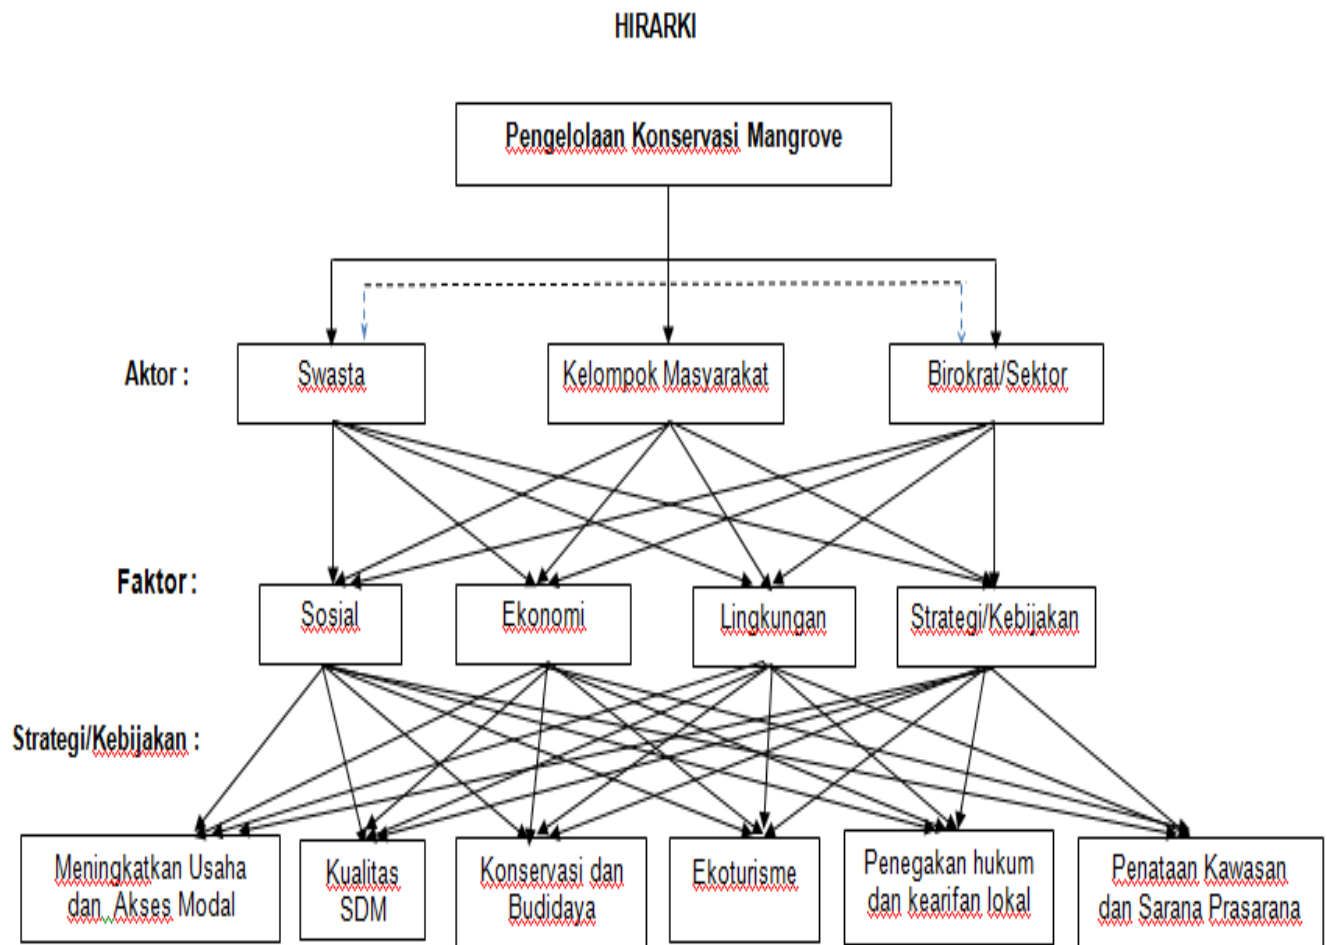 HIRARKI
Pengelolaan Konservasi Mangrove
Aktor :
Swasta
Kelompok Masyarakat
Birokrat/Sektor
Faktor :
Sosial
Ekonomi
Lingkungan
Strategi/Kebijakan
Strategi/Kebijakan :
Meningkatkan Usaha
dan Akses Modal
Kualitas
SDM
Konservasi dan
Budidaya
Ekoturisme
Penegakan hukum
dan kearifan lokal
Penataan Kawasan
dan Sarana Prasarana